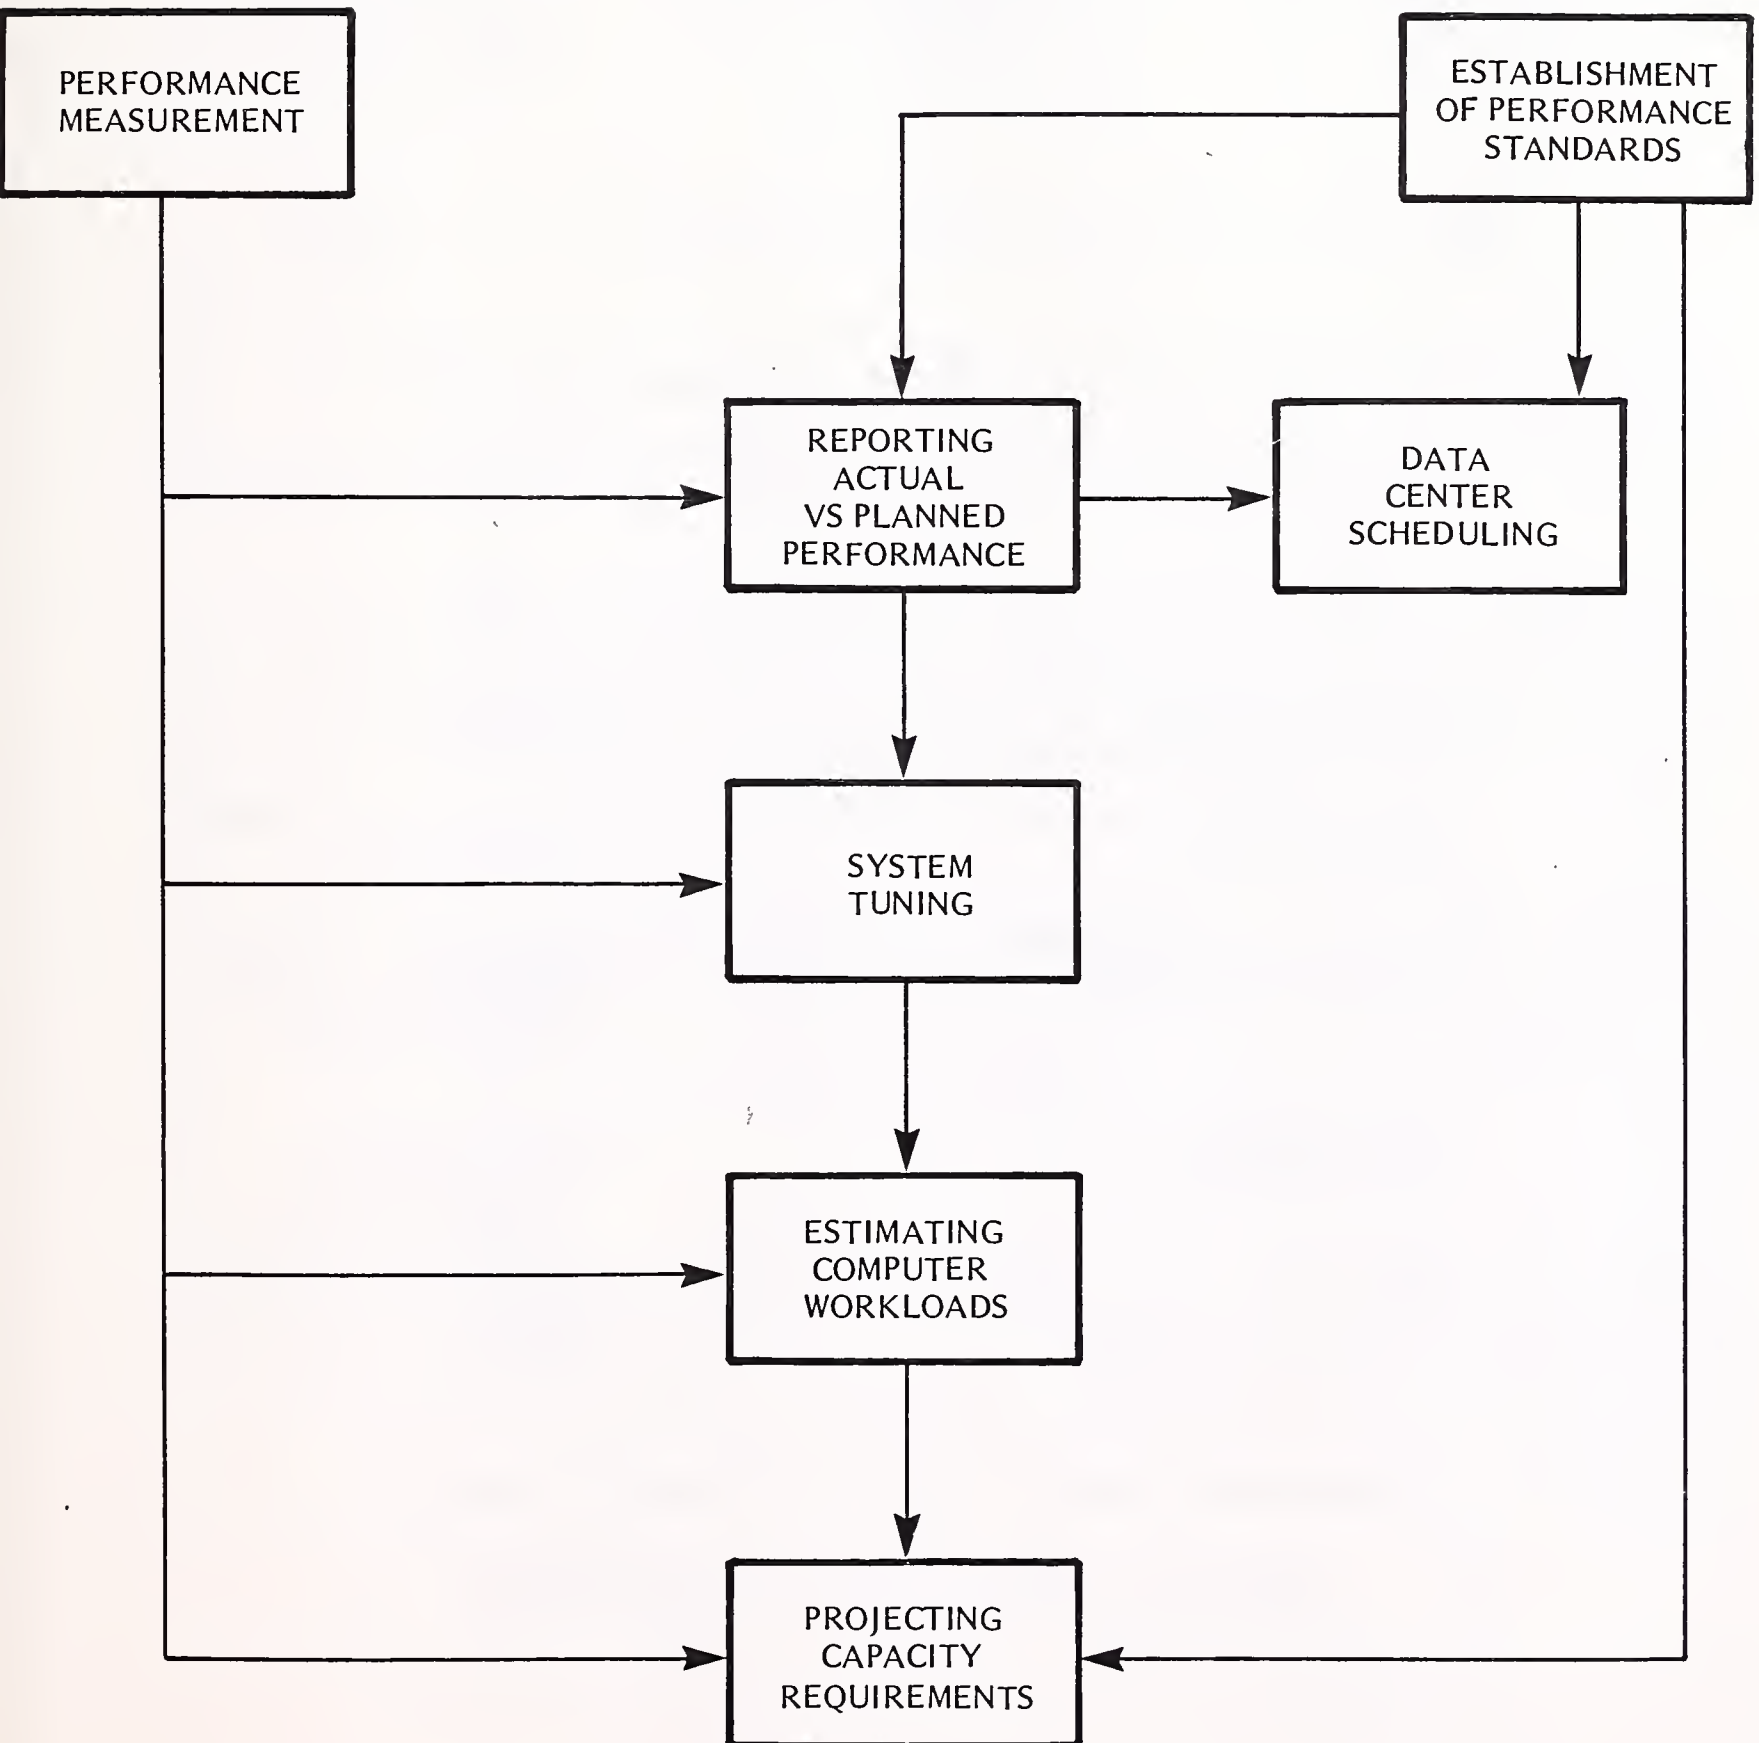 PERFORMANCE
MEASUREMENT
ESTABLISHMENT
OF PERFORMANCE
STANDARDS
REPORTING
ACTUAL
VS PLANNED
PERFORMANCE
DATA
CENTER
SCHEDULING
SYSTEM
TUNING
ESTIMATING
COMPUTER
WORKLOADS
PROJECTING
CAPACITY
REQUIREMENTS